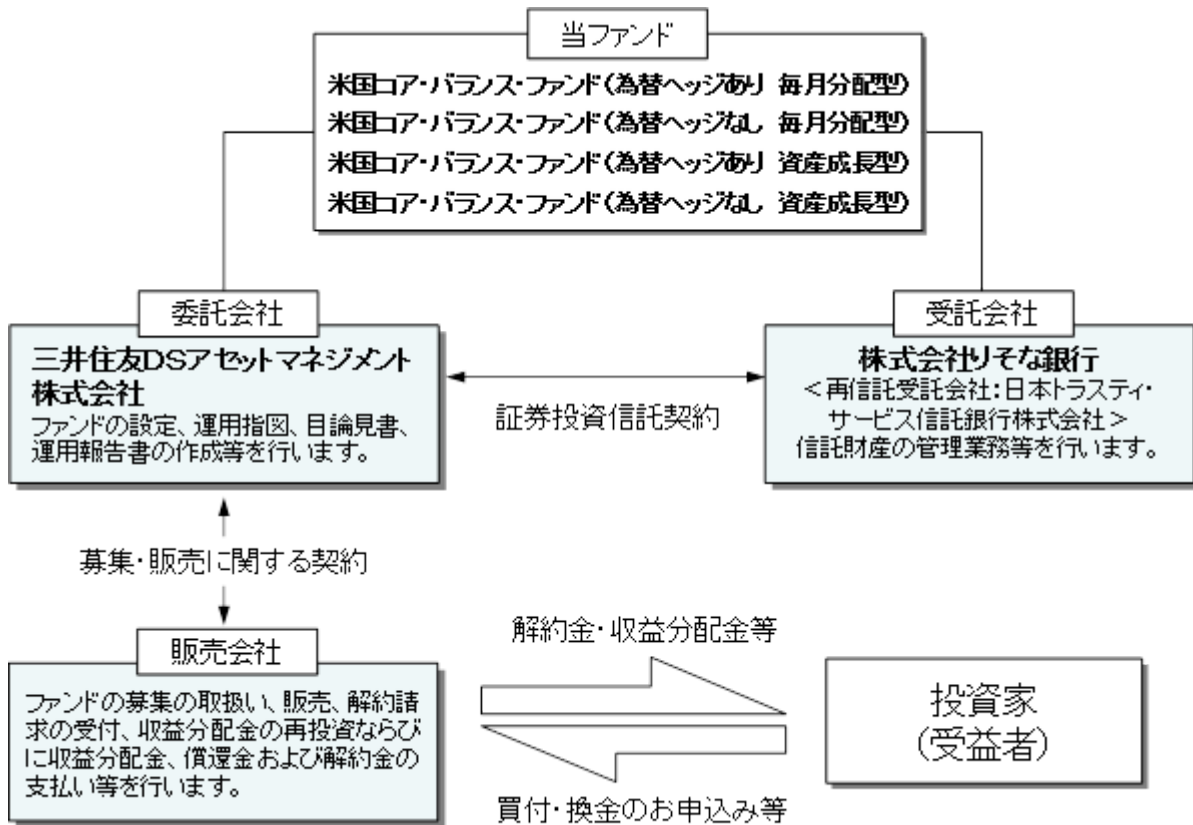 当ファンド
米国コア・バランス・ファンド(為替ヘッジあり 毎月分配型)
米国コア・バランス・ファンド(為替ヘッジなし 毎月分配型)
米国コア・バランス・ファンド(為替ヘッジあり 資産成長型)
米国コア・バランス・ファンド(為替ヘッジなし 資産成長型)
委託会社
三井住友DSアセットマネジメント
株式会社
ファンドの設定、運用指図、目論見書、
運用報告書の作成等を行います。
証券投資信託契約
受託会社
株式会社りそな銀行
<再信託受託会社:日本トラスティ・
サービス信託銀行株式会社>
信託財産の管理業務等を行います。
募集・販売に関する契約
販売会社
ファンドの募集の取扱い、販売、解約請
求の受付、収益分配金の再投資ならび
に収益分配金、償還金および解約金の
支払い等を行います。
解約金・収益分配金等
買付・換金のお申込み等
投資家
(受益者)